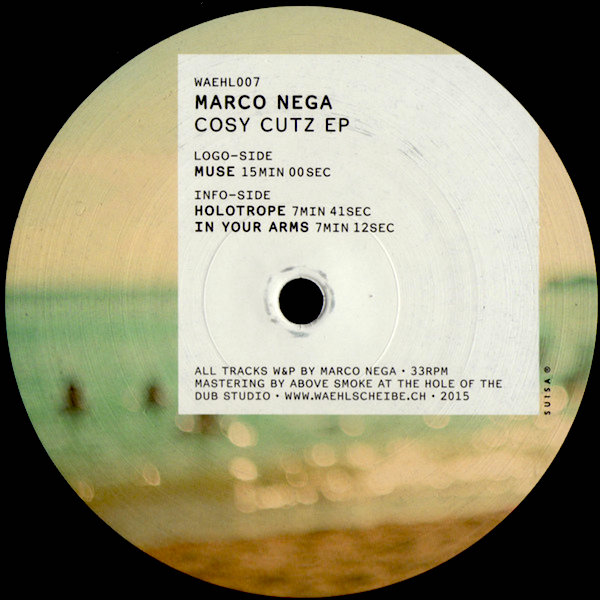 WAEHL007
MARCO NEGA
COSY CUTZ EP
LOGO-SIDE
MUSE 15MIN 00SEC
INFO-SIDE
HOLOTROPE 7MIN 41SEC
IN YOUR ARMS 7MIN 12SEC
ALL TRACKS W&P BY MARCO NEGA · 33RPM
MASTERING BY ABOVE SMOKE AT THE HOLE OF THE
DUB STUDIO · WWW.WAEHLSCHEIBE.CH · 2015
SUISA ®